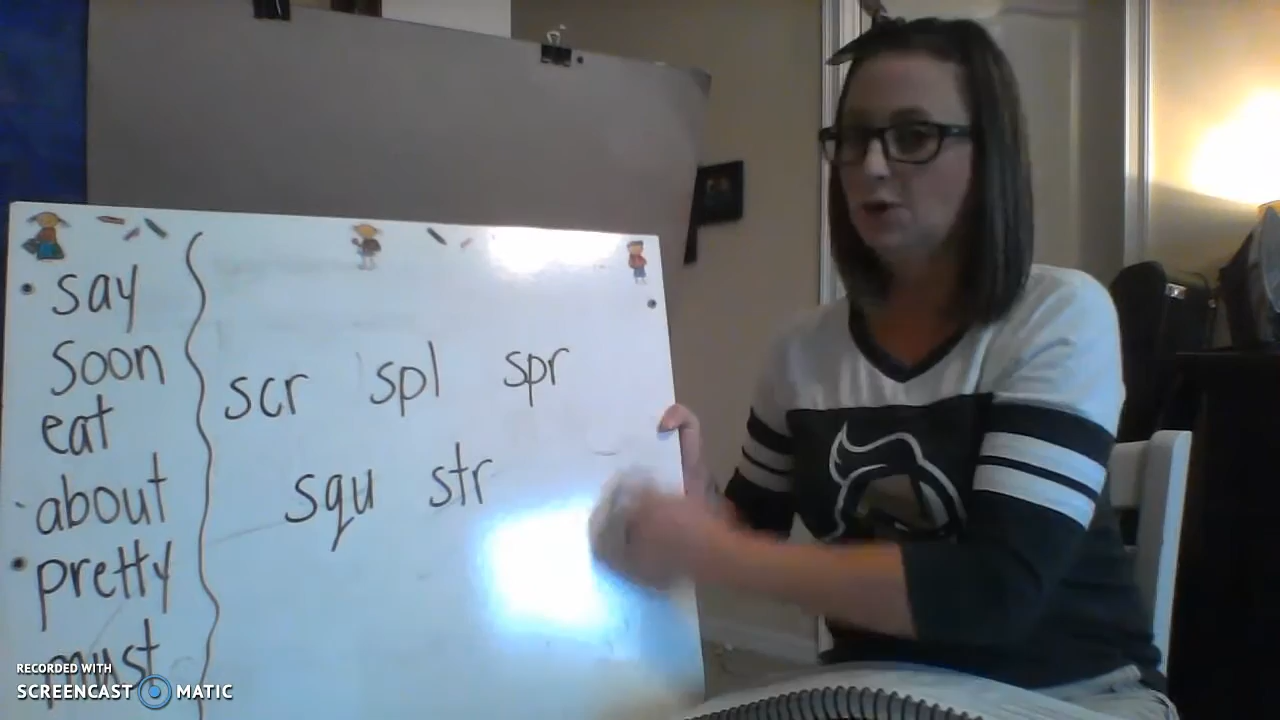 say
soon
eat
about
pretty
must
scr spl spr
squ str
RECORDED WITH
SCREENCAST MATIC